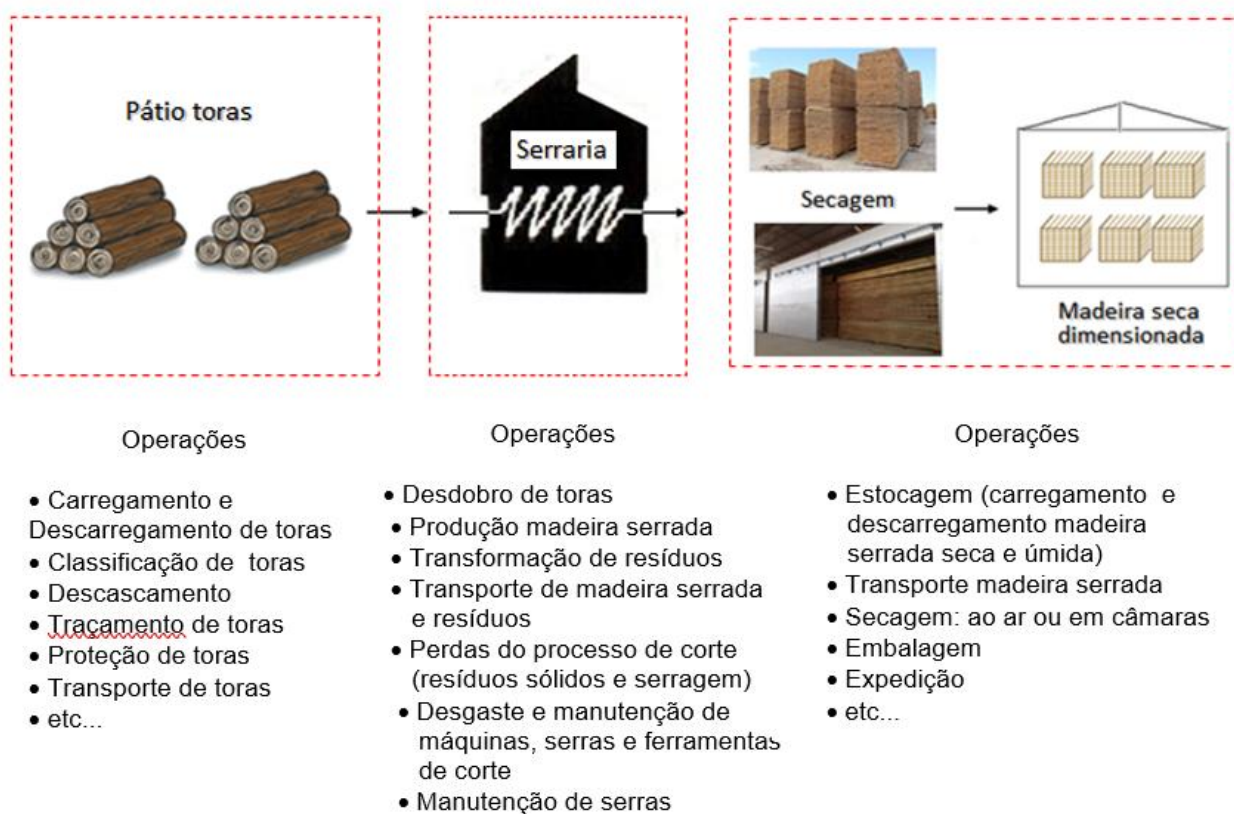 Pátio toras
Serraria
Secagem
Madeira seca
dimensionada
Operações
• Carregamento e
Descarregamento de toras
• Classificação de toras
• Descascamento
• Traçamento de toras
• Proteção de toras
• Transporte de toras
• etc...
Operações
• Desdobro de toras
• Produção madeira serrada
• Transformação de resíduos
• Transporte de madeira serrada
e resíduos
• Perdas do processo de corte
(resíduos sólidos e serragem)
• Desgaste e manutenção de
máquinas, serras e ferramentas
de corte
• Manutenção de serras
Operações
• Estocagem (carregamento e
descarregamento madeira
serrada seca e úmida)
• Transporte madeira serrada
• Secagem: ao ar ou em câmaras
• Embalagem
• Expedição
• etc...